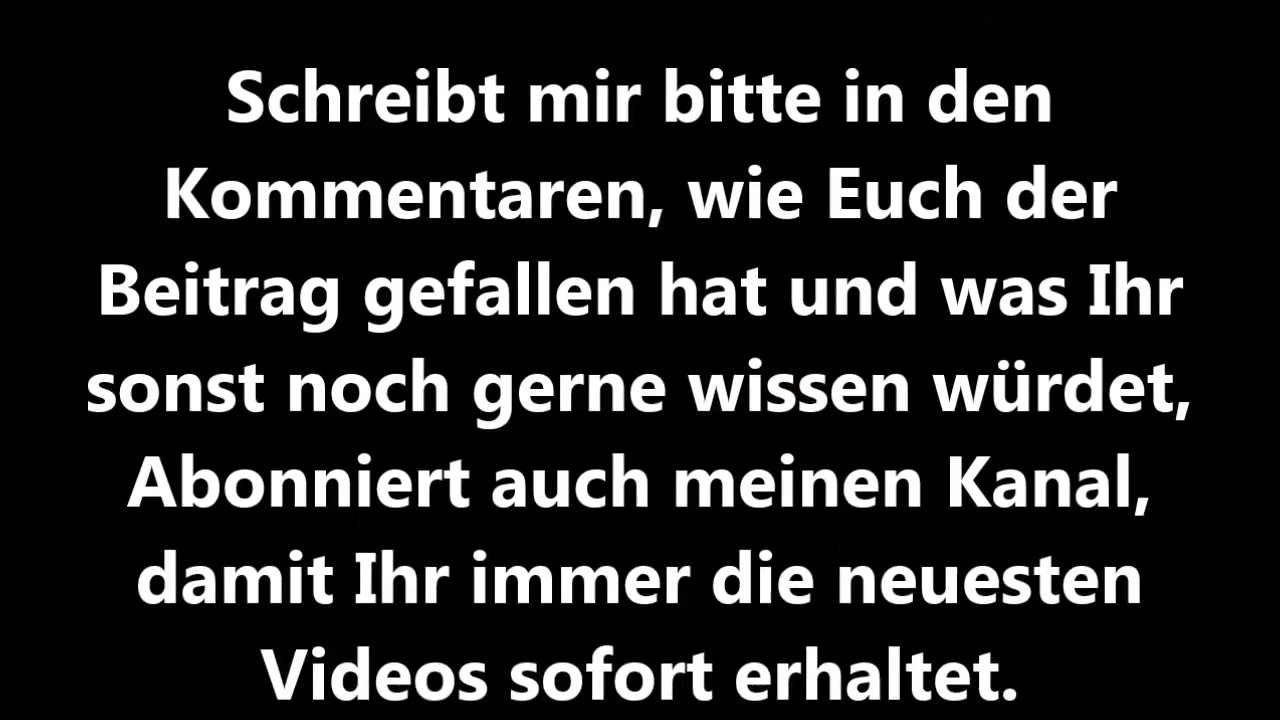 Schreibt mir bitte in den
Kommentaren, wie Euch der
Beitrag gefallen hat und was Ihr
sonst noch gerne wissen würdet,
Abonniert auch meinen Kanal,
damit Ihr immer die neuesten
Videos sofort erhaltet.